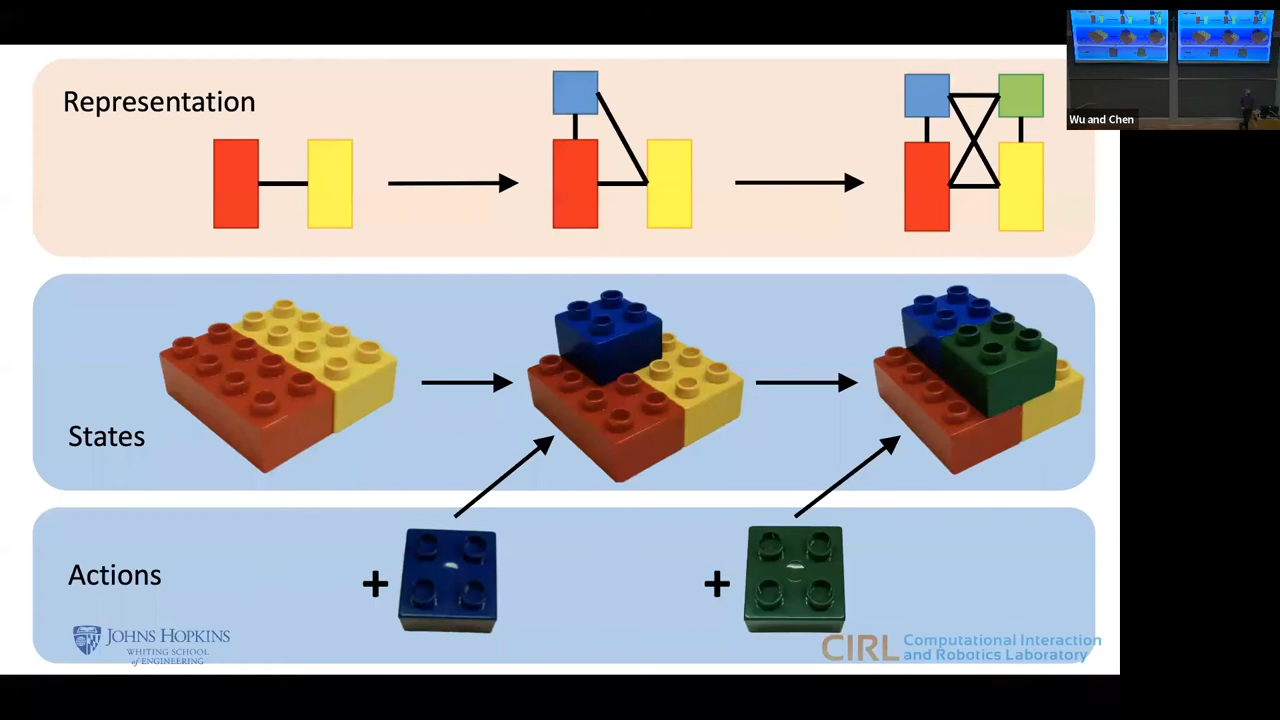 Representation
Wu and Chen
States
Actions
+
+
JOHNS HOPKINS
WHITING SCHOOL
of ENGINEERING
CIRL Computational Interaction
and Robotics Laboratory